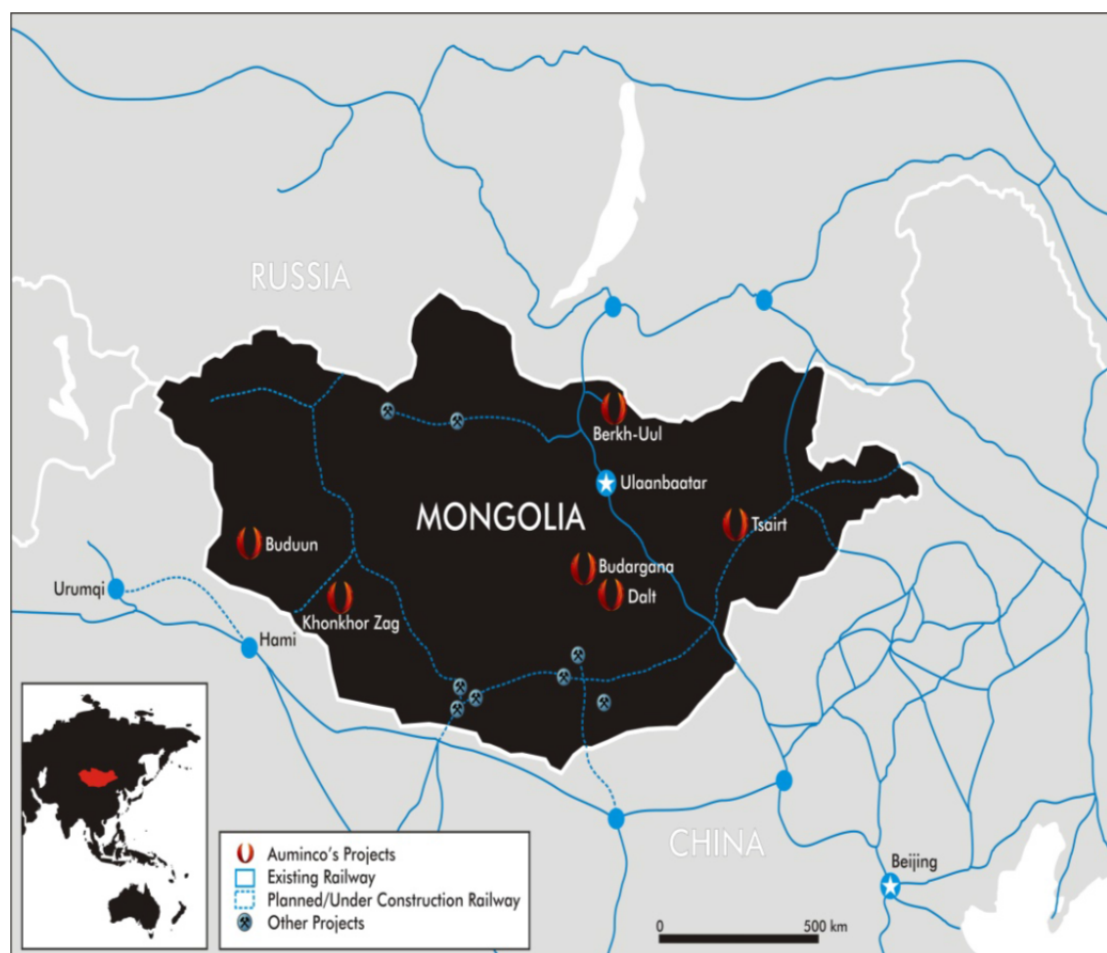 RUSSIA
Berkh-Uul
Ulaanbaatar
MONGOLIA
Tsairt
Buduun
Budargana
Dalt
Urumqi
Khonkhor Zag
Hami
CHINA
Beijing
Auminco's Projects
Existing Railway
Planned/Under Construction Railway
Other Projects
0 500 km